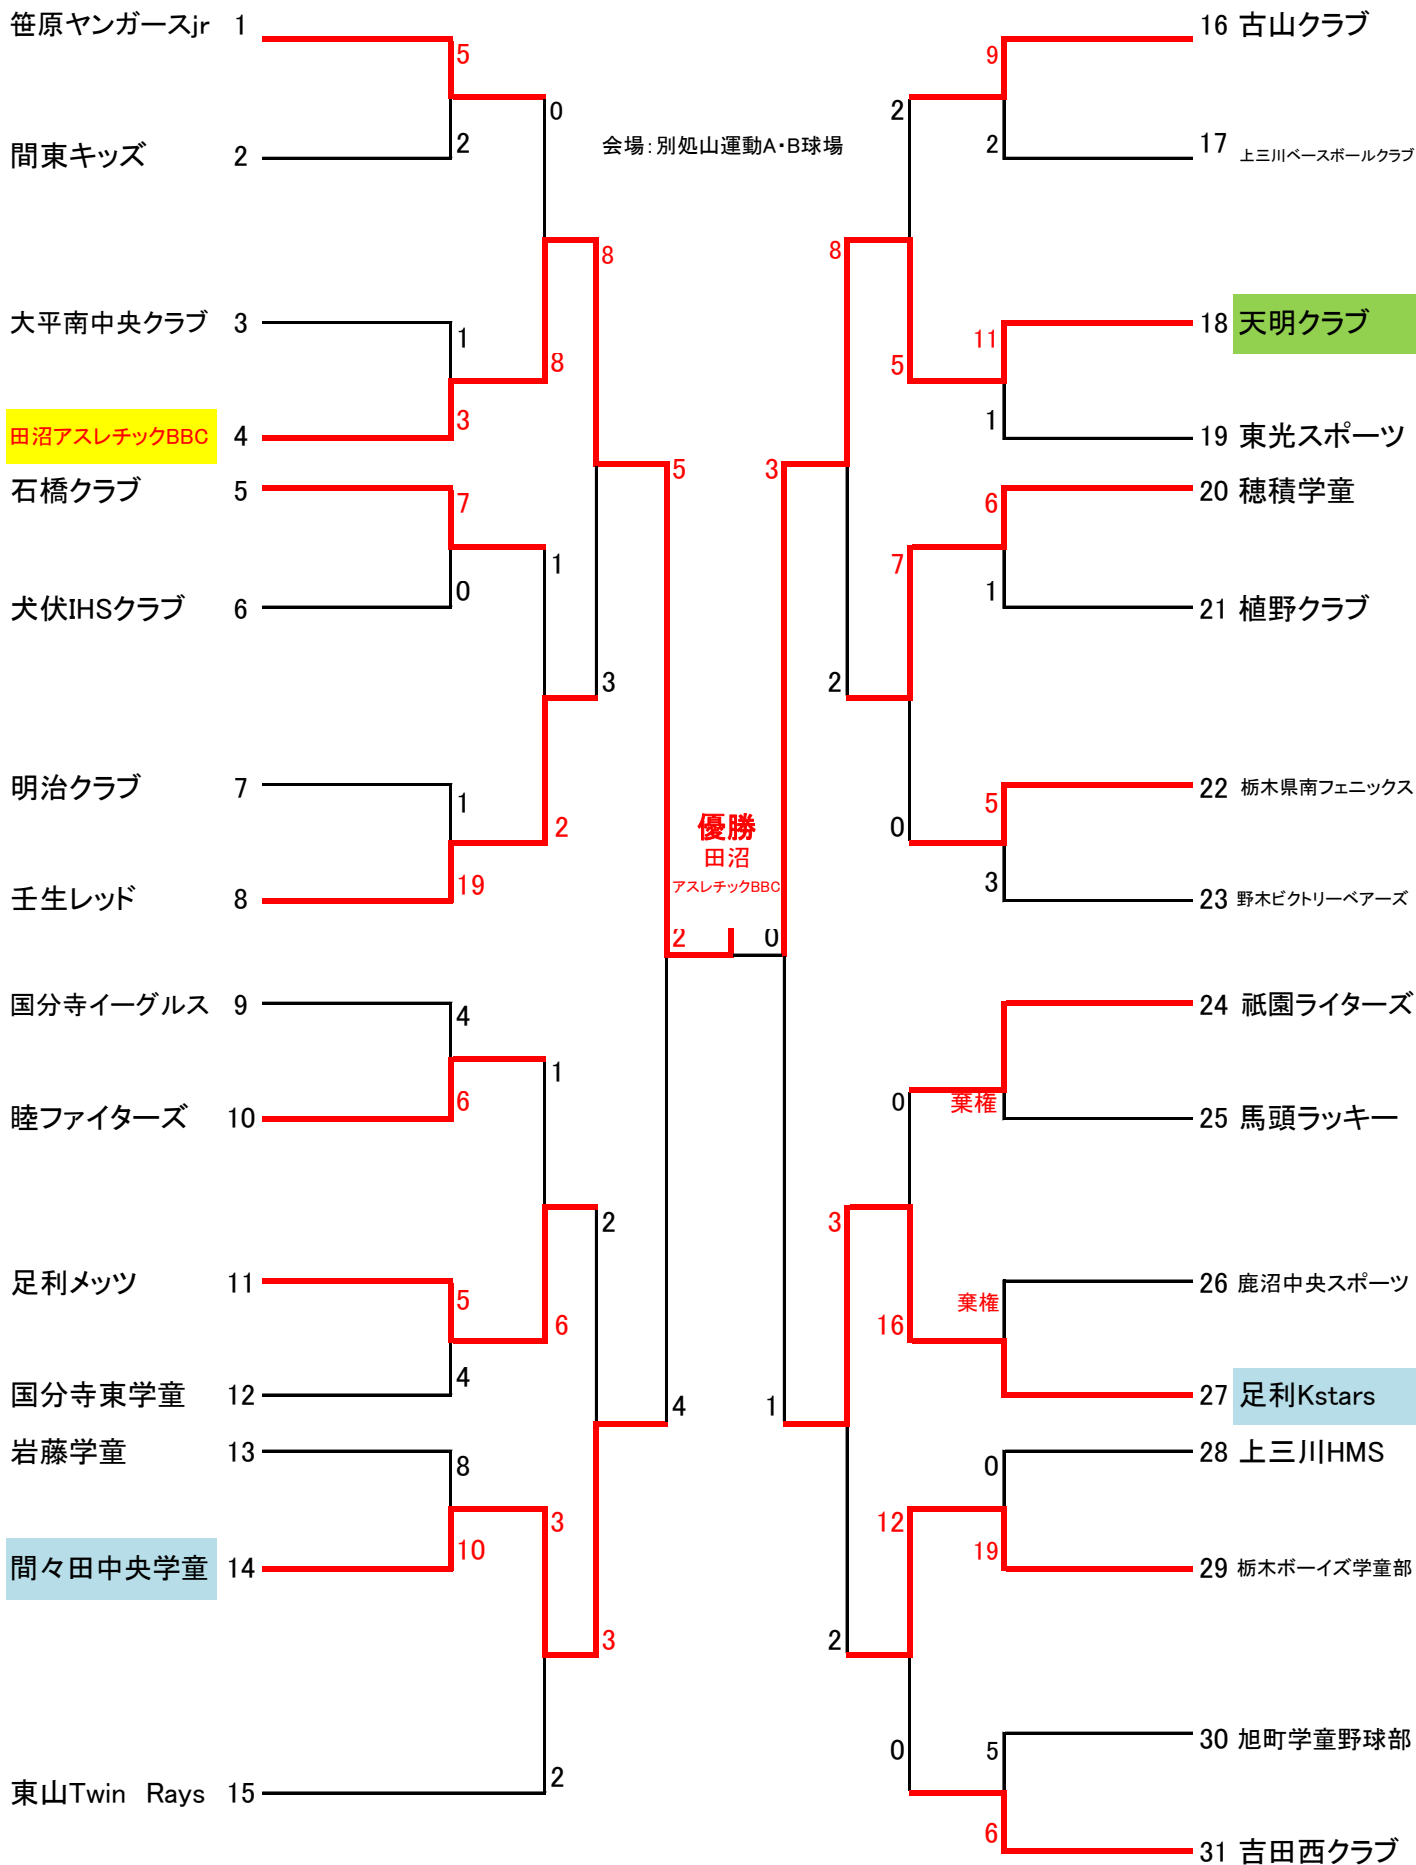 笹原ヤンガースjr 1
5
0
2
間東キッズ 2
8
大平南中央クラブ 3
1
8
3
田沼アスレチックBBC 4
5
石橋クラブ 5
7
1
0
犬伏IHSクラブ 6
3
明治クラブ 7
1
2
19
壬生レッド 8
国分寺イーグルス 9
4
1
6
睦ファイターズ 10
2
足利メッツ 11
5
6
4
国分寺東学童 12
4
岩藤学童 13
8
3
10
間々田中央学童 14
3
2
東山Twin Rays 15
会場:別処山運動A・B球場
優勝
田沼
アスレチックBBC
2 0
16 古山クラブ
9
2
2
17 上三川ベースボールクラブ
8
18 天明クラブ
11
5
1
19 東光スポーツ
3
20 穂積学童
6
7
1
21 植野クラブ
2
22 栃木県南フェニックス
5
0
3
23 野木ビクトリーベアーズ
24 祇園ライターズ
0
棄権
25 馬頭ラッキー
3
26 鹿沼中央スポーツ
棄権
16
27 足利Kstars
1
28 上三川HMS
0
12
19
29 栃木ボーイズ学童部
2
30 旭町学童野球部
5
0
6
31 吉田西クラブ